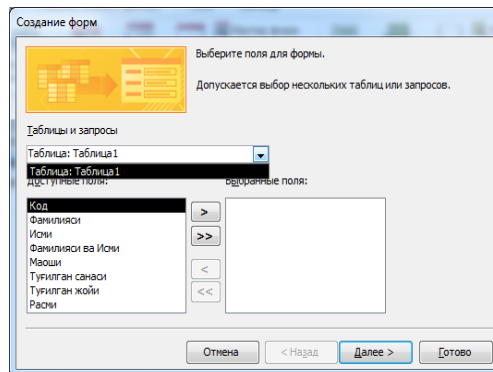 Создание форм
Выберите поля для формы.
Допускается выбор нескольких таблиц или запросов.
Таблицы и запросы
Таблица: Таблица1
Таблица: Таблица1
Доступные поля:
Выбранные поля:
Код
Фамилияси
Исми
Фамилияси ва Исми
Маоши
Туғилган санаси
Туғилган жойи
Расми
>
>>
<
<<
Отмена
< Назад
Далее >
Готово